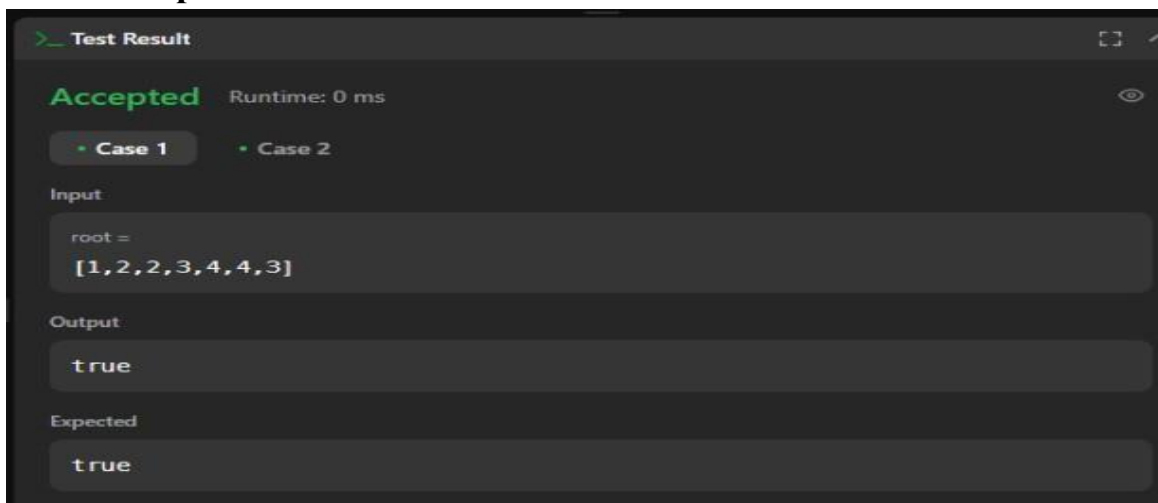 >_ Test Result
Accepted Runtime: 0 ms
• Case 1 • Case 2
Input
root =
[1,2,2,3,4,4,3]
Output
true
Expected
true